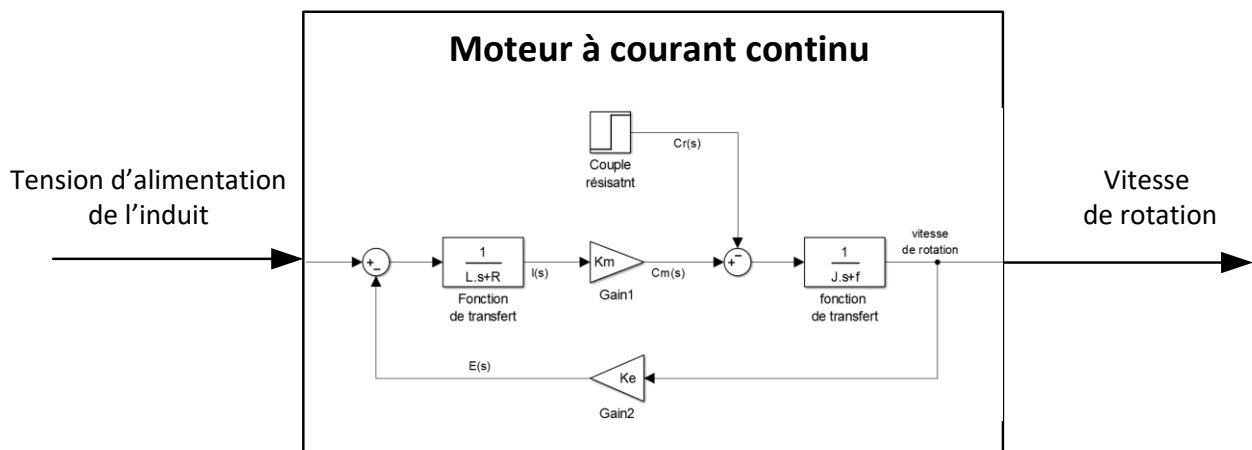 Moteur à courant continu
Cr(s)
Couple
résisatnt
Tension d’alimentation
de l’induit
Vitesse
de rotation
vitesse
de rotation
+
−
1
L.s+R
I(s)
Km
Cm(s)
+
−
1
J.s+f
Fonction
de transfert
Gain1
fonction
de transfert
E(s)
Ke
Gain2